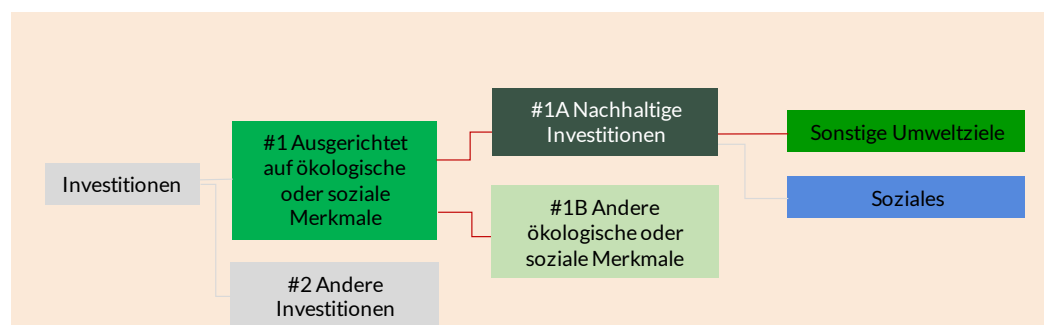 Investitionen
#1 Ausgerichtet
auf ökologische
oder soziale
Merkmale
#2 Andere
Investitionen
#1A Nachhaltige
Investitionen
#1B Andere
ökologische oder
soziale Merkmale
Sonstige Umweltziele
Soziales